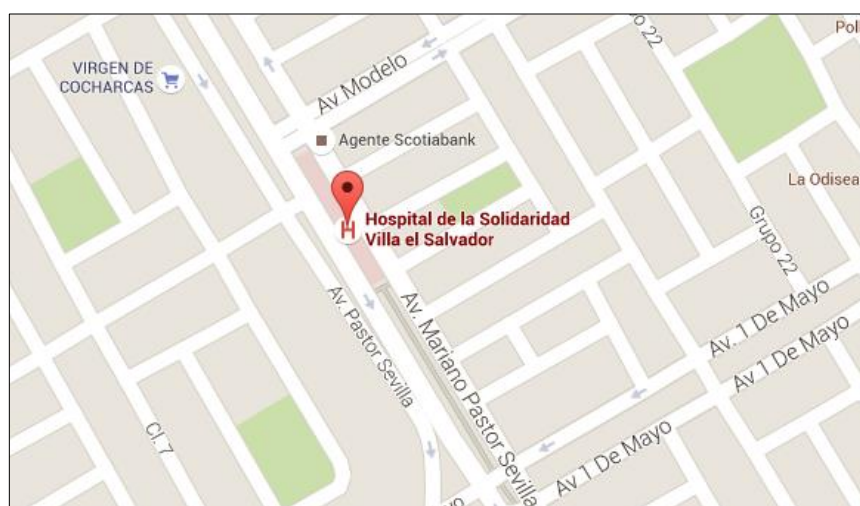 VIRGEN DE
COCHARCAS
Av Modelo
Agente Scotiabank
La Odisea
H
Hospital de la Solidaridad
Villa el Salvador
Grupo 22
Av. Pastor Sevilla
Av. Mariano Pastor Sevilla
Av. 1 De Mayo
Av 1 De Mayo
Cl. 7
Av 1 De Mayo